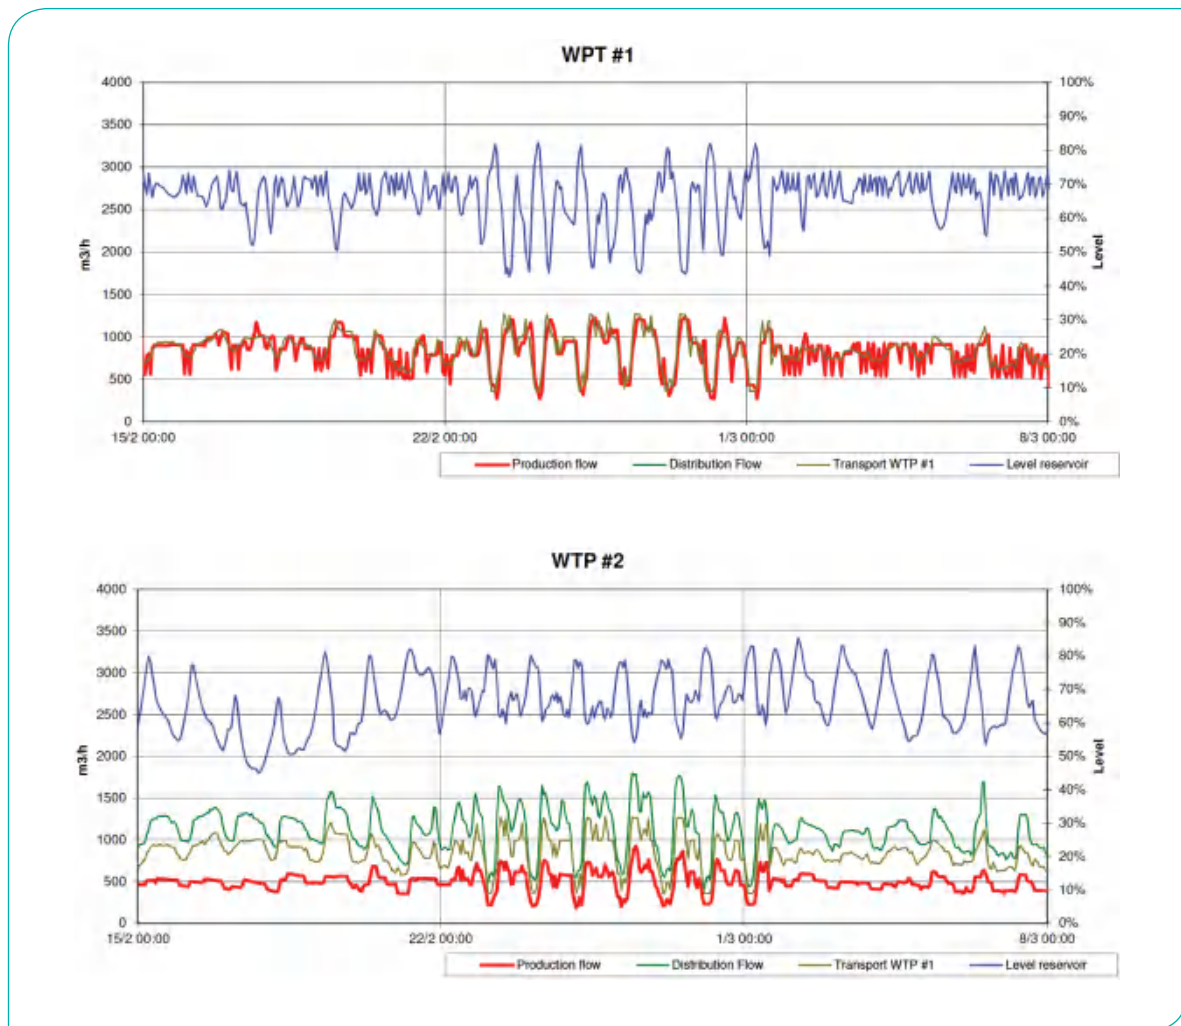 WPT #1
4000 100%
3500 90%
80%
3000
70%
2500 60%
2000 50%
1500 40%
30%
1000
20%
500 10%
0 0%
m3/h
Level
15/2 00:00 22/2 00:00 1/3 00:00 8/3 00:00
Production flow Distribution Flow Transport WTP #1 Level reservoir
WTP #2
4000 100%
3500 90%
80%
3000
70%
2500 60%
2000 50%
1500 40%
30%
1000
20%
500 10%
0 0%
m3/h
Level
15/2 00:00 22/2 00:00 1/3 00:00 8/3 00:00
Production flow Distribution Flow Transport WTP #1 Level reservoir